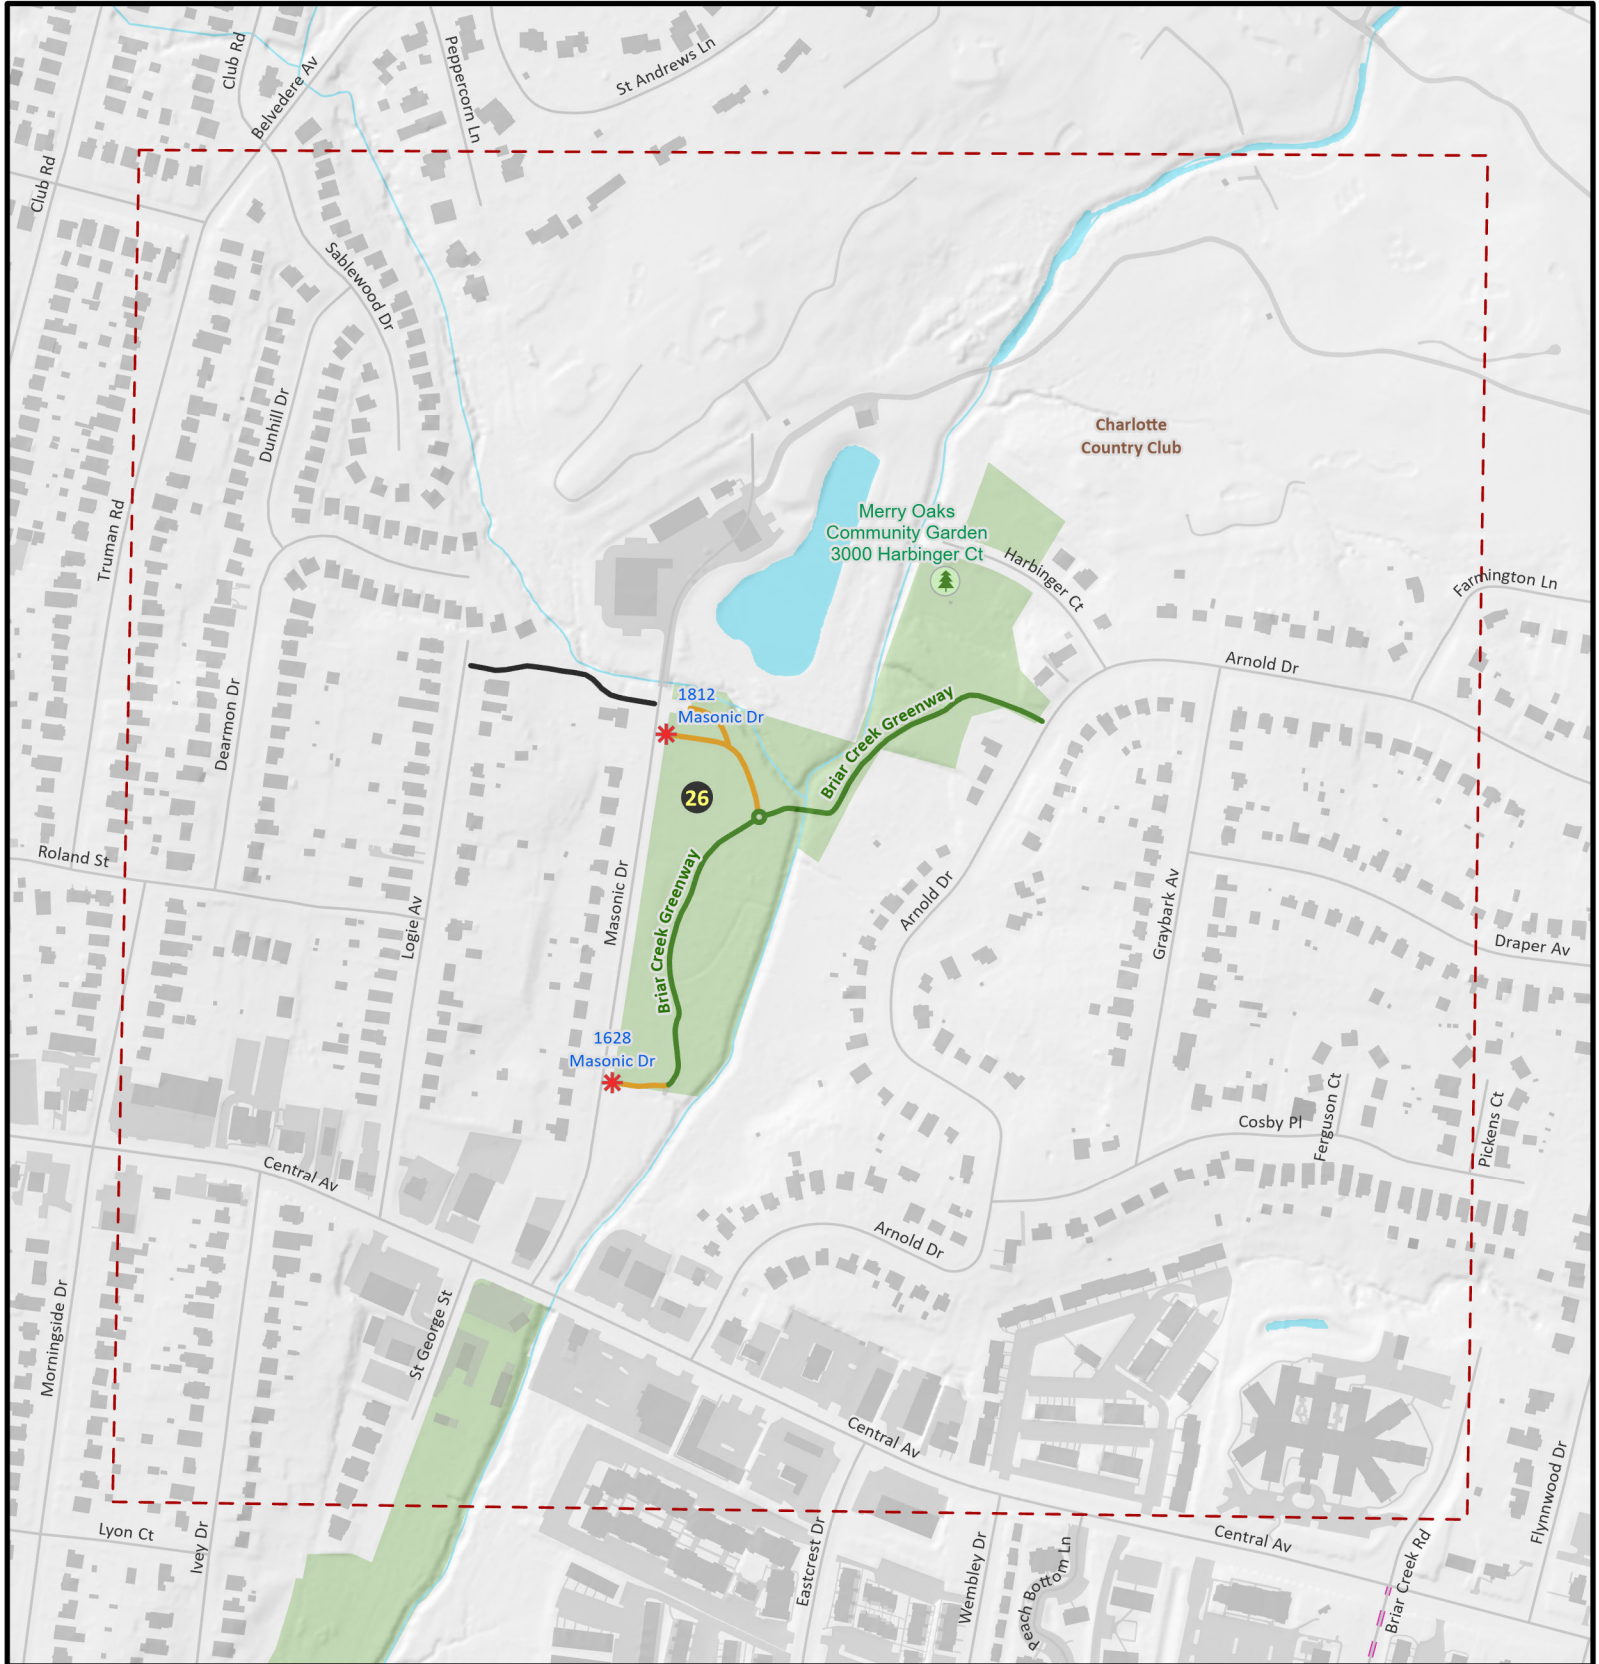 Club Rd
Belvedere Av
Peppercorn Ln
St Andrews Ln
Club Rd
Sablewood Dr
Dunhill Dr
Truman Rd
Charlotte
Country Club
Merry Oaks
Community Garden
3000 Harbinger Ct
Harbinger Ct
Farmington Ln
Arnold Dr
1812
Masonic Dr
Briar Creek Greenway
Dearmon Dr
26
Roland St
Masonic Dr
Briar Creek Greenway
Logie Av
Arnold Dr
Graybark Av
Draper Av
1628
Masonic Dr
Cosby Pl
Ferguson Ct
Pickens Ct
Central Av
Arnold Dr
Morningside Dr
St George St
Central Av
Lyon Ct
Ivey Dr
Eastcrest Dr
Wembley Dr
Peach Bottom Ln
Central Av
Briar Creek Rd
Flynnwood Dr